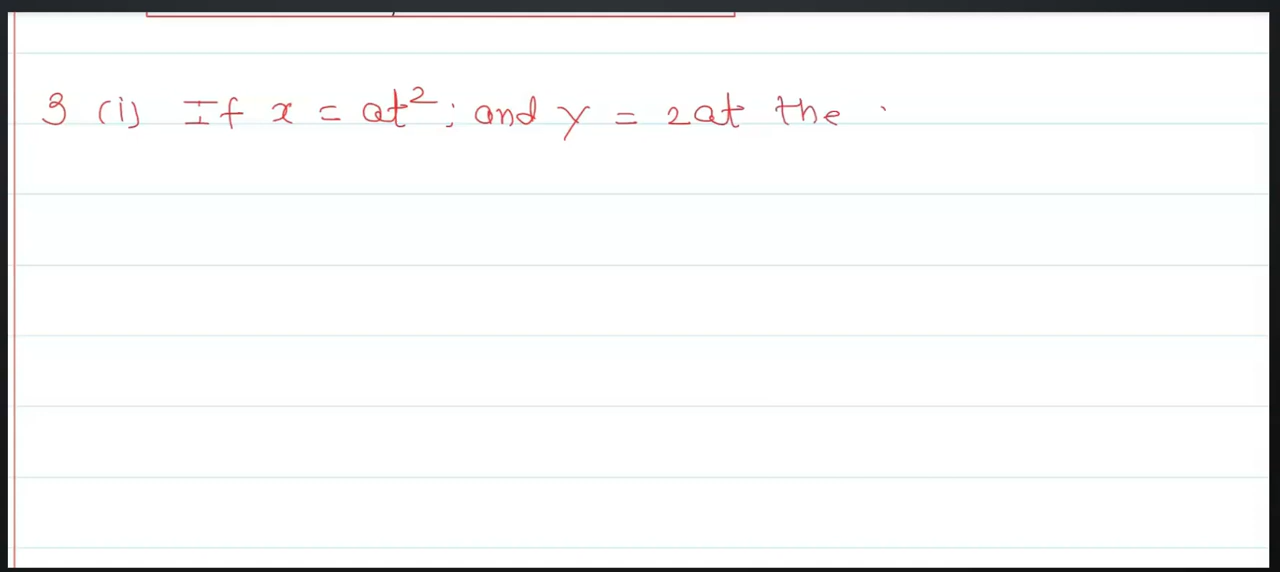 3 (i) If x = at²; and y = 2at the